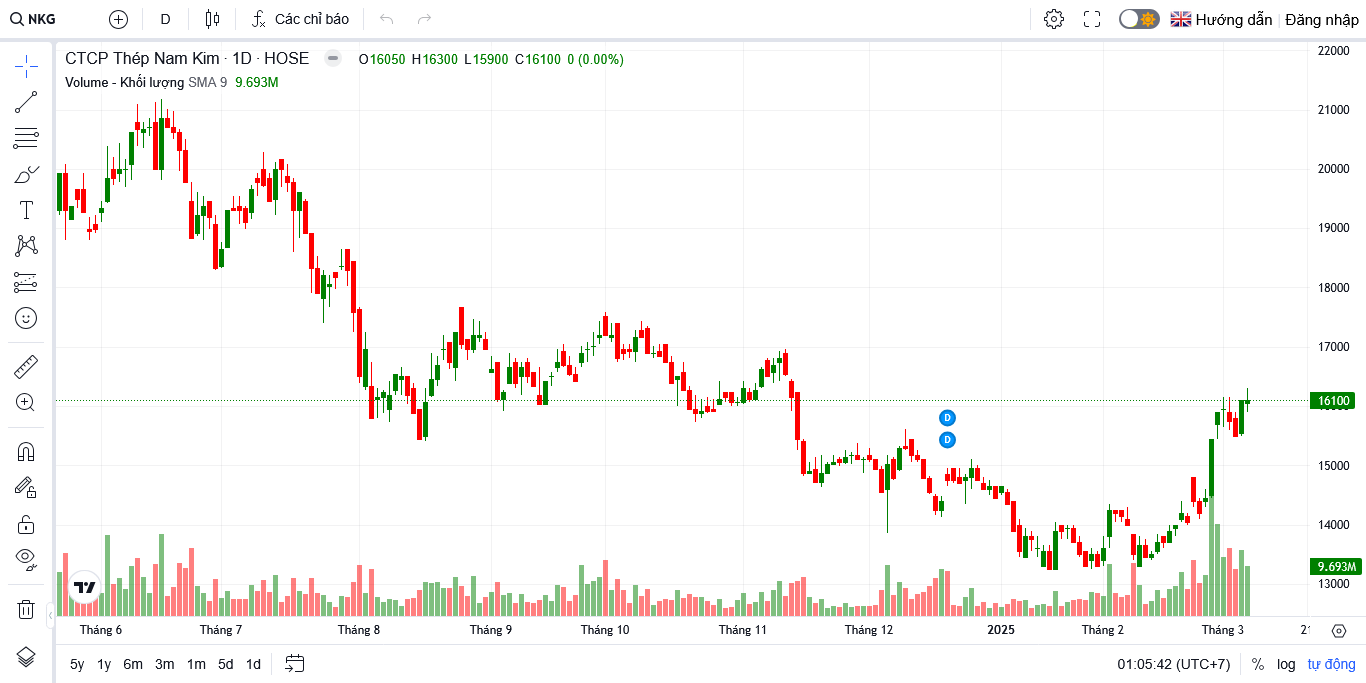 NKG D Các chỉ báo Hướng dẫn Đăng nhập
CTCP Thép Nam Kim · 1D · HOSE O16050 H16300 L15900 C16100 0 (0.00%)
Volume - Khối lượng SMA 9 9.693M
22000
21000
20000
19000
18000
17000
16100
15000
14000
9.693M
13000
D
D
Tháng 6 Tháng 7 Tháng 8 Tháng 9 Tháng 10 Tháng 11 Tháng 12 2025 Tháng 2 Tháng 3
5y 1y 6m 3m 1m 5d 1d 01:05:42 (UTC+7) % log tự động